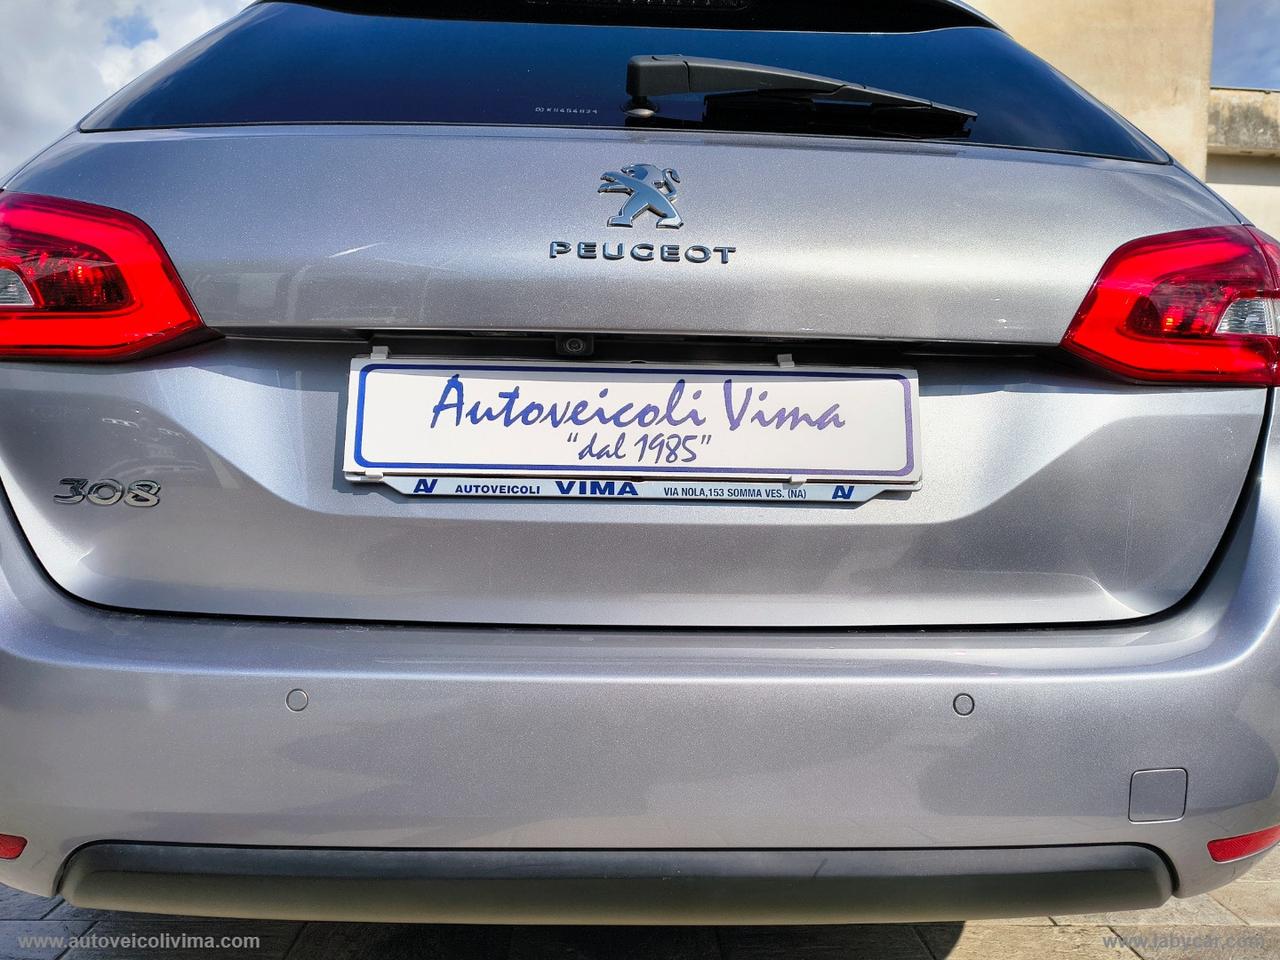 PEUGEOT
Autoveicoli Vima
"dal 1985"
308
AV AUTOVEICOLI VIMA VIA NOLA,153 SOMMA VES. (NA) AV
www.autoveicolivima.com
www.labycar.com